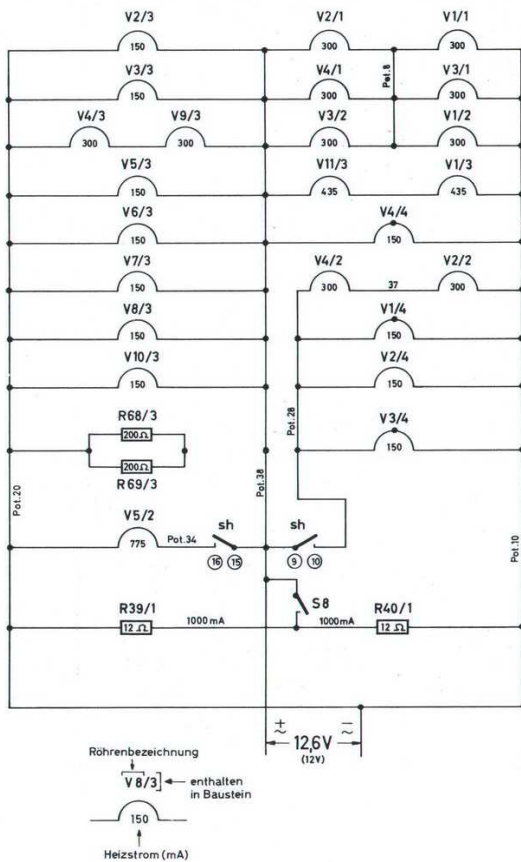 V2/3 V2/1 V1/1
150 300 300
Pot.8
V3/3 V4/1 V3/1
150 300 300
V4/3 V9/3 V3/2 V1/2
300 300 300 300
V5/3 V11/3 V1/3
150 435 435
V6/3 V4/4
150 150
V7/3 V4/2 V2/2
150 300 37 300
V8/3 V1/4
150 150
V10/3 V2/4
150 150
Pot.28
R68/3 V3/4
200Ω 150
200Ω
R69/3
Pot.20 Pot.38 Pot.10
V5/2 Pot.34 sh sh
775
16 15 9 10
S8
R39/1 1000mA 1000mA R40/1
12 Ω 12 Ω
+ −
~ ~
12,6V
(12V)
Röhrenbezeichnung
V8/3 enthalten
in Baustein
150
Heizstrom (mA)